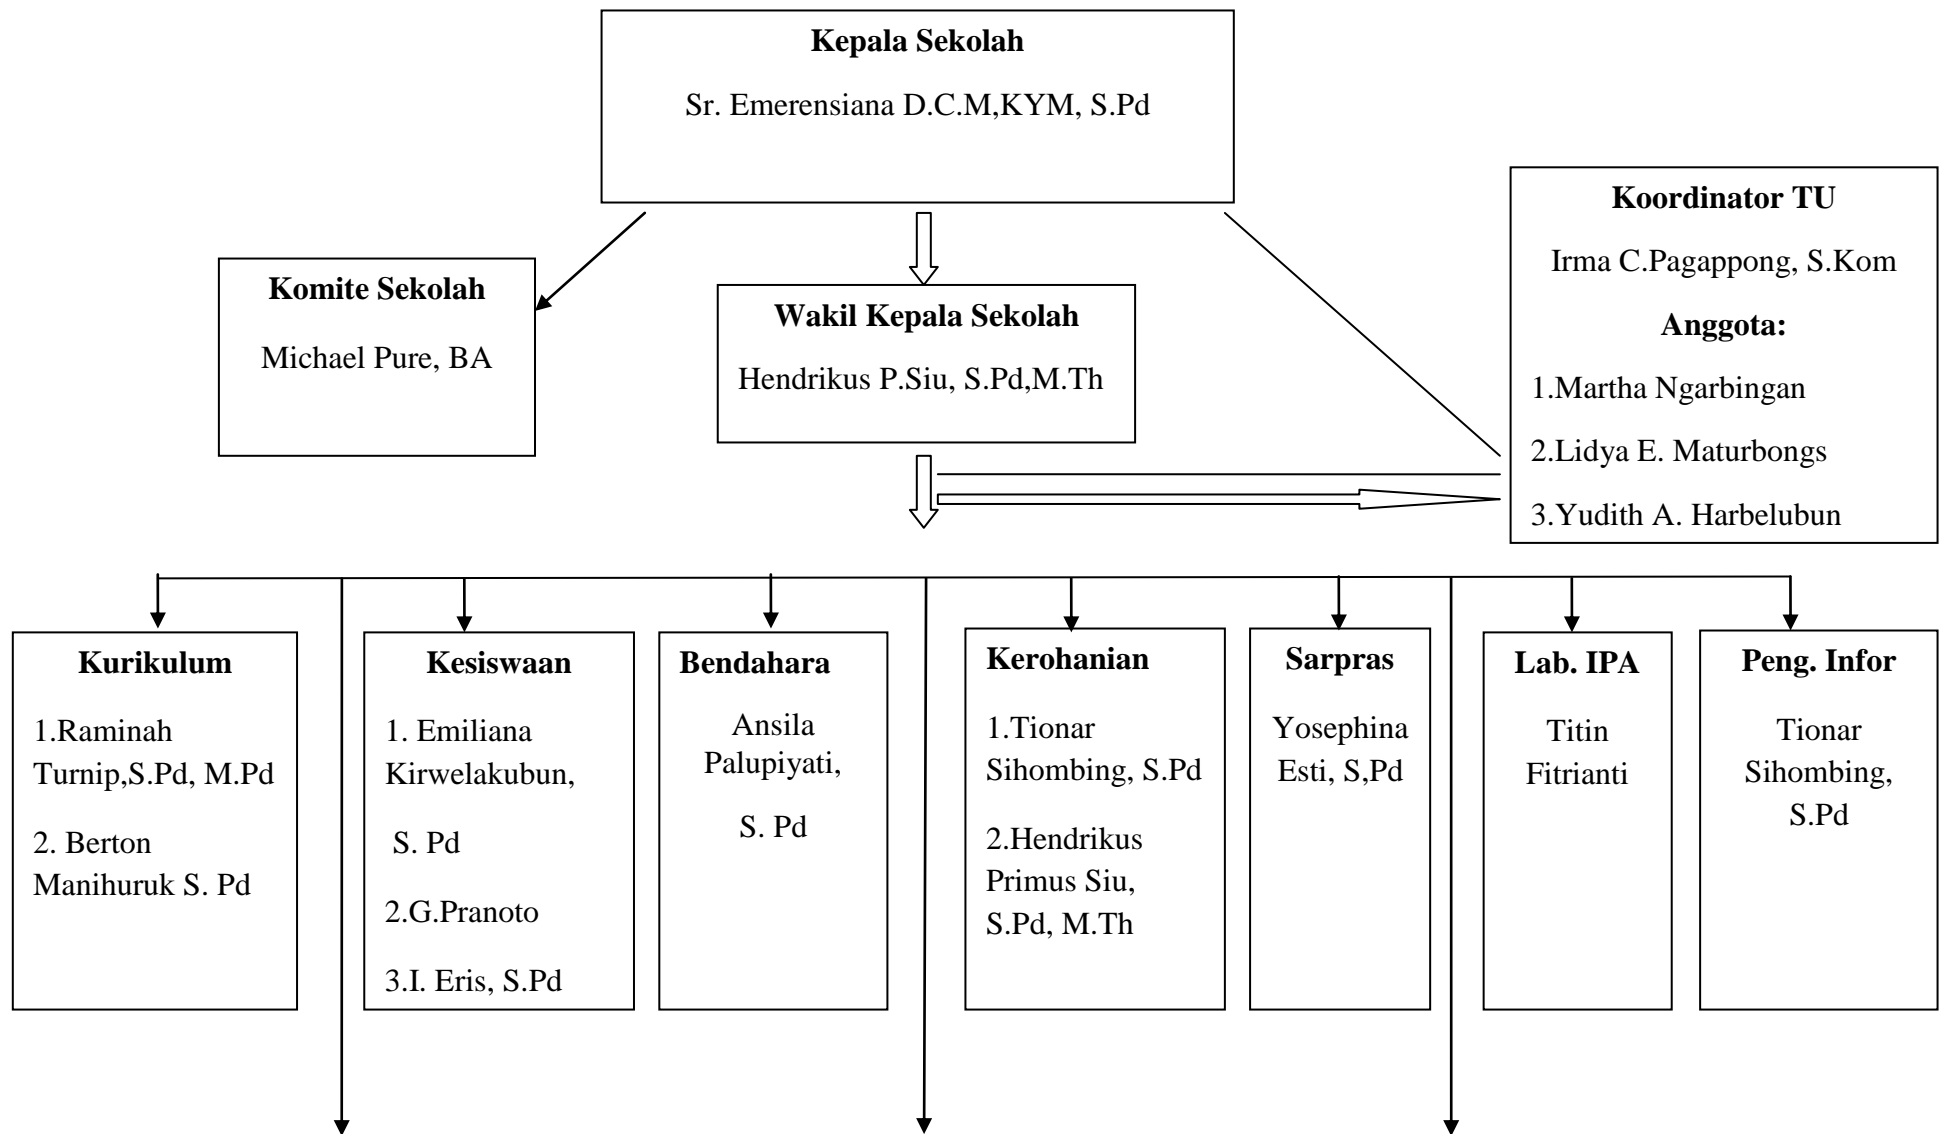 Kepala Sekolah
Sr. Emerensiana D.C.M,KYM, S.Pd
Komite Sekolah
Michael Pure, BA
Wakil Kepala Sekolah
Hendrikus P.Siu, S.Pd,M.Th
Koordinator TU
Irma C.Pagappong, S.Kom
Anggota:
1.Martha Ngarbingan
2.Lidya E. Maturbongs
3.Yudith A. Harbelubun
Kurikulum
1.Raminah
Turnip,S.Pd, M.Pd
2. Berton
Manihuruk S. Pd
Kesiswaan
1. Emiliana
Kirwelakubun,
S. Pd
2.G.Pranoto
3.I. Eris, S.Pd
Bendahara
Ansila
Palupiyati,
S. Pd
Kerohanian
1.Tionar
Sihombing, S.Pd
2.Hendrikus
Primus Siu,
S.Pd, M.Th
Sarpras
Yosephina
Esti, S,Pd
Lab. IPA
Titin
Fitrianti
Peng. Infor
Tionar
Sihombing,
S.Pd